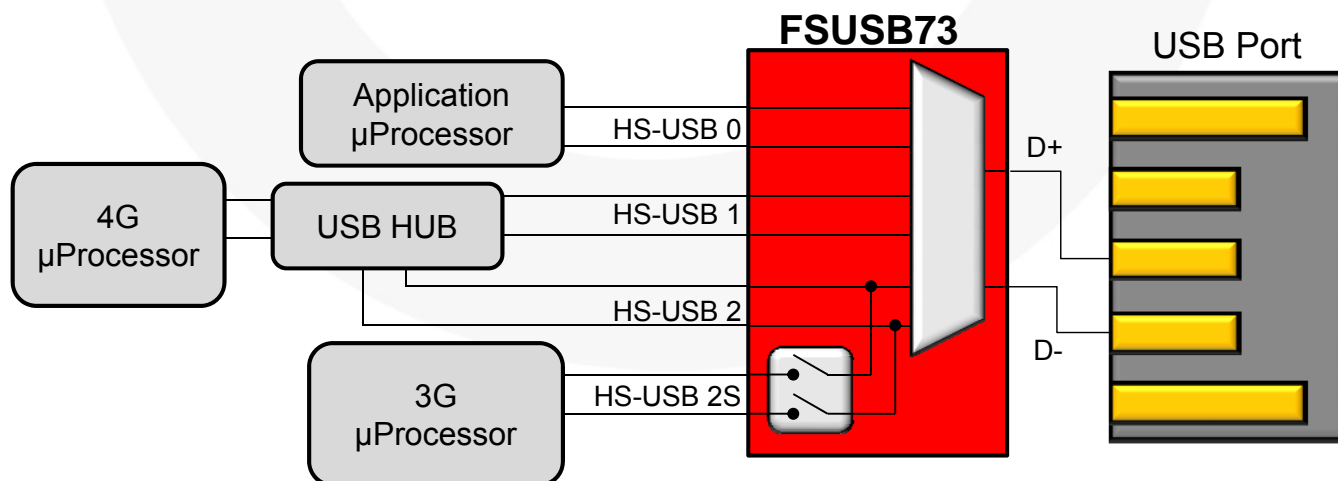 FSUSB73
USB Port
Application
µProcessor
HS-USB 0
D+
4G
µProcessor
USB HUB
HS-USB 1
HS-USB 2
D-
3G
µProcessor
HS-USB 2S